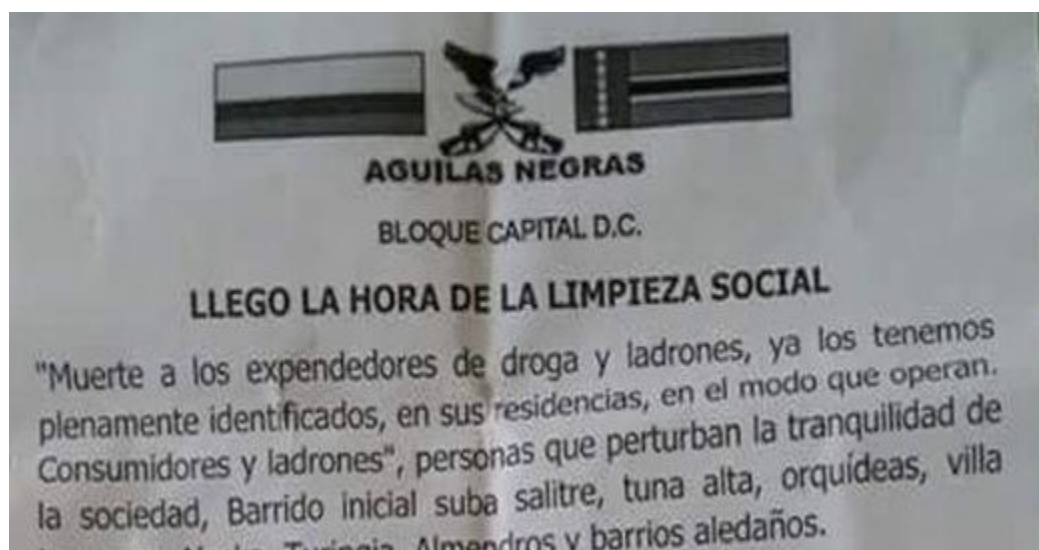 AGUILAS NEGRAS
BLOQUE CAPITAL D.C.
LLEGO LA HORA DE LA LIMPIEZA SOCIAL
"Muerte a los expendedores de droga y ladrones, ya los tenemos
plenamente identificados, en sus residencias, en el modo que operan.
Consumidores y ladrones", personas que perturban la tranquilidad de
la sociedad, Barrido inicial suba salitre, tuna alta, orquídeas, villa
Turingia, Almendros y barrios aledaños.